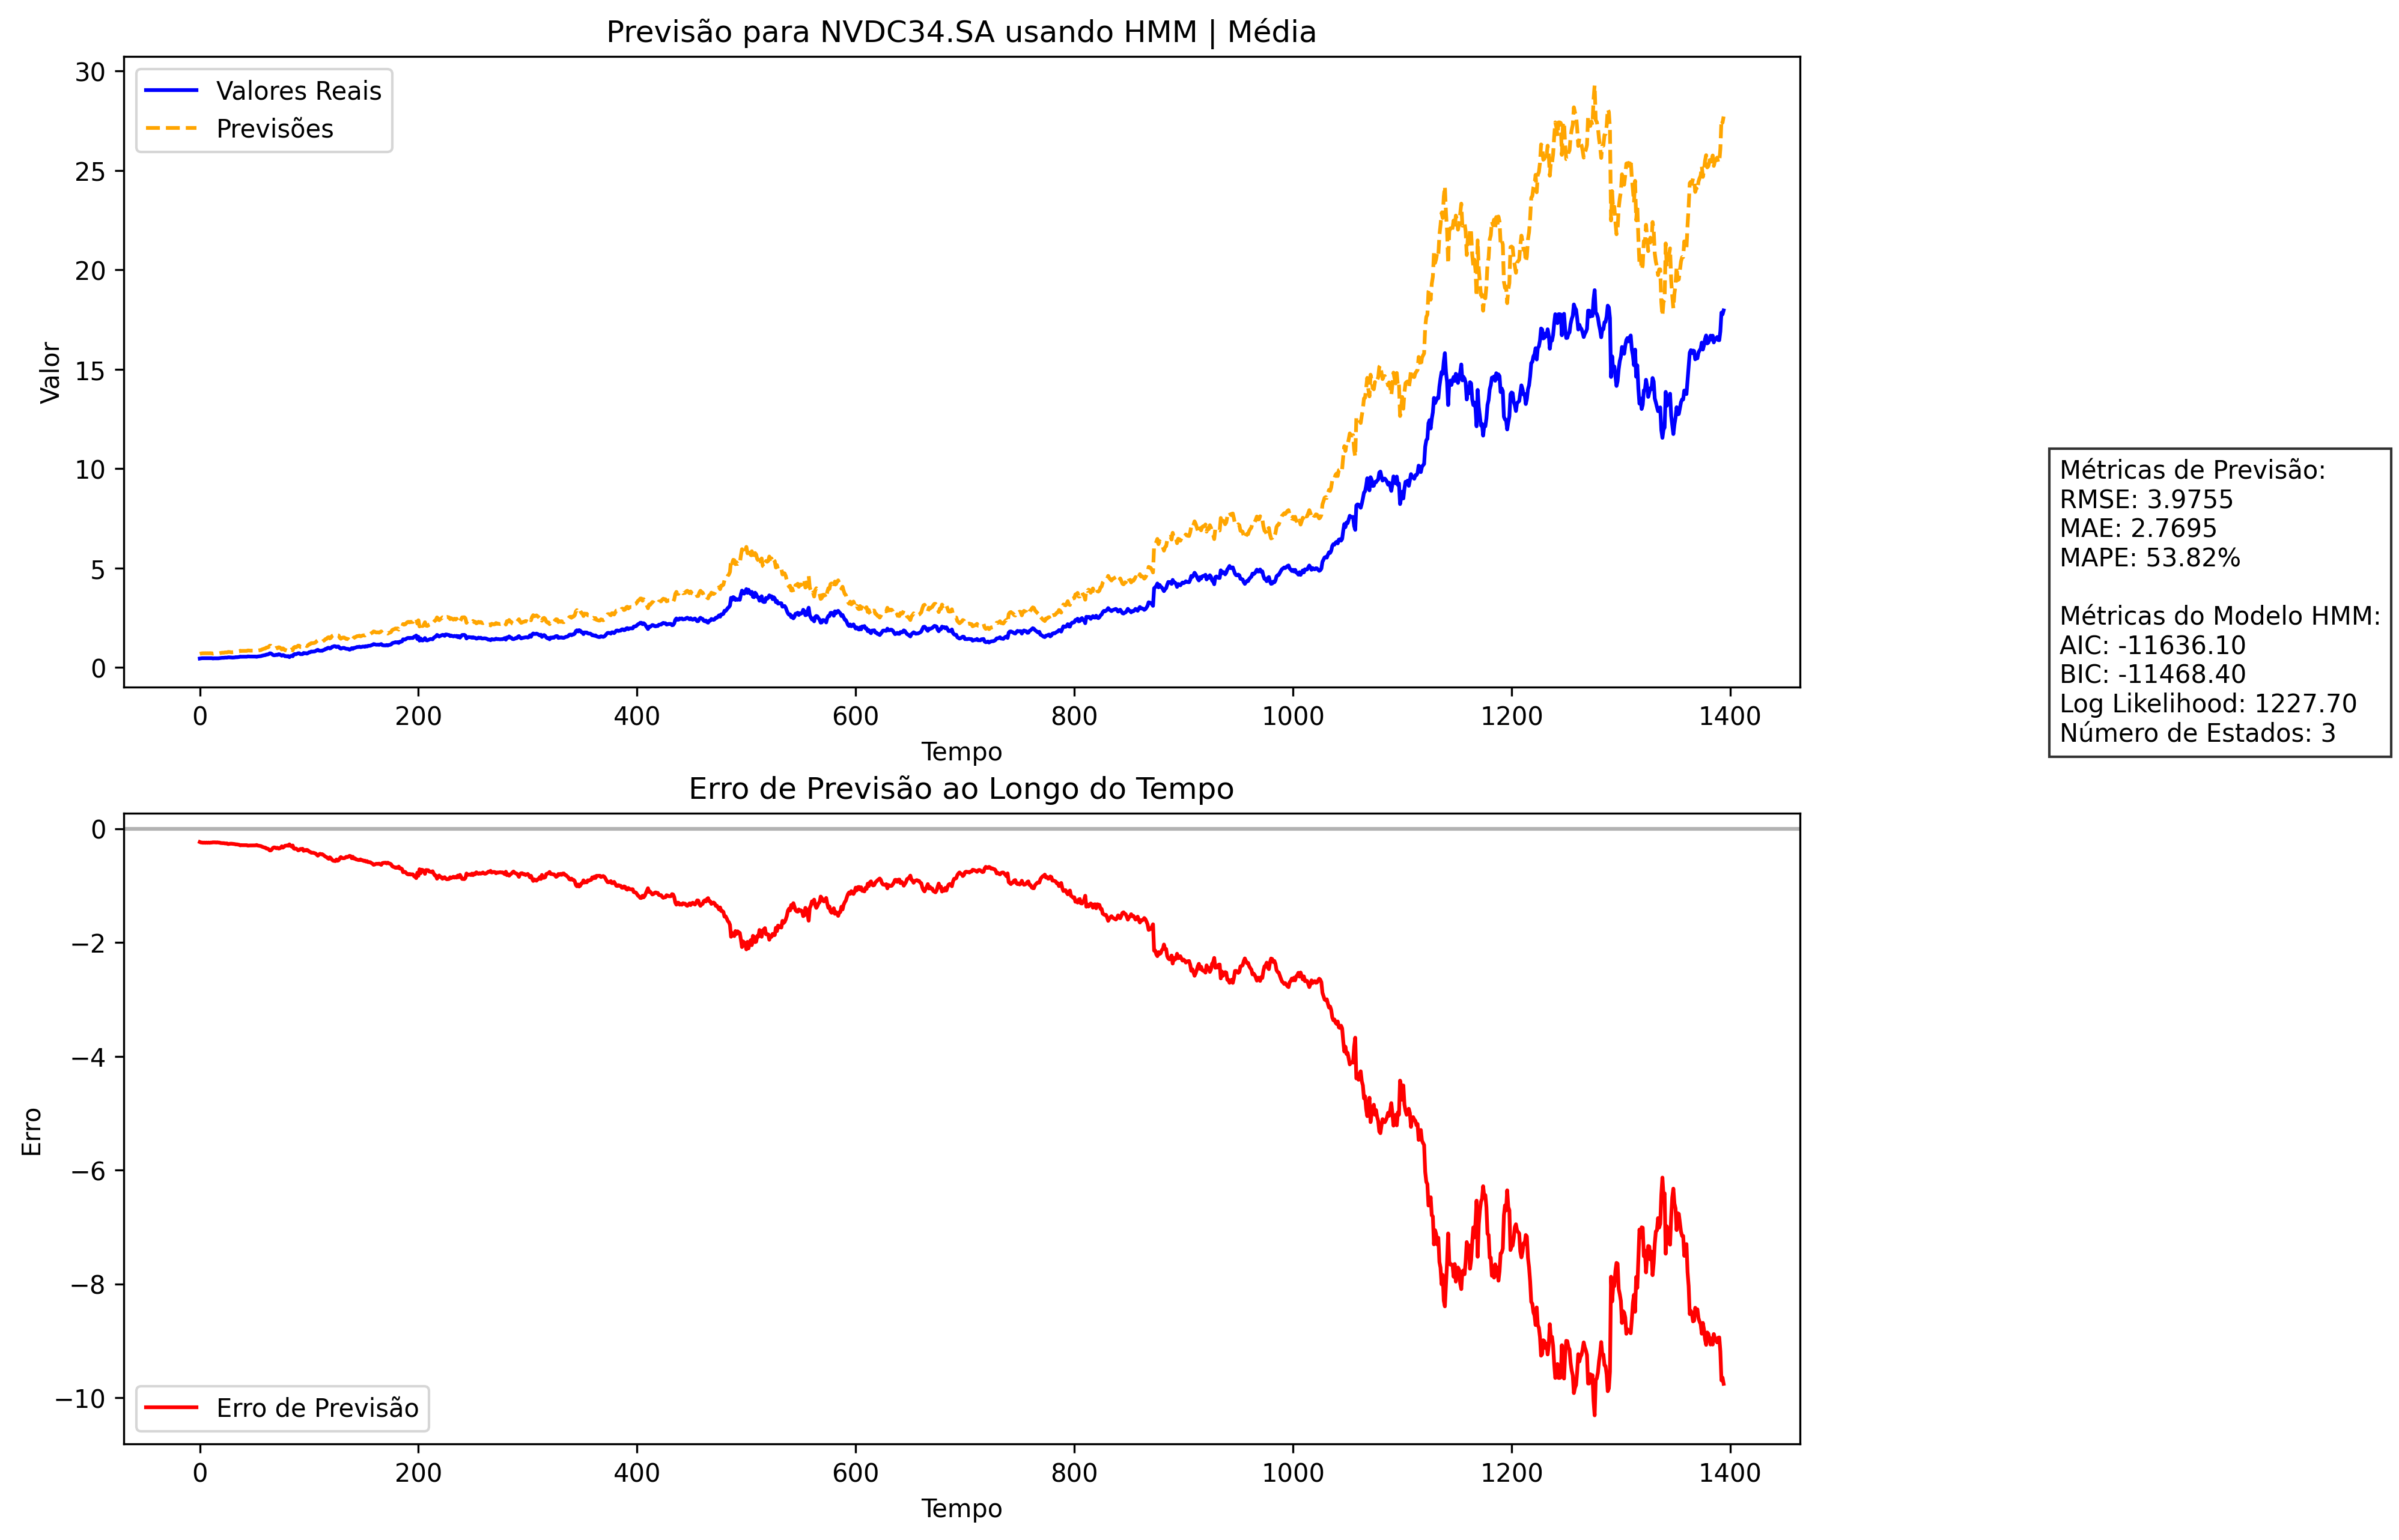 Previsão para NVDC34.SA usando HMM | Média
Valores Reais
Previsões
30
25
20
15
10
5
0
Valor
0 200 400 600 800 1000 1200 1400
Tempo
Métricas de Previsão:
RMSE: 3.9755
MAE: 2.7695
MAPE: 53.82%
Métricas do Modelo HMM:
AIC: -11636.10
BIC: -11468.40
Log Likelihood: 1227.70
Número de Estados: 3
Erro de Previsão ao Longo do Tempo
0
−2
−4
−6
−8
−10
Erro
Erro de Previsão
0 200 400 600 800 1000 1200 1400
Tempo